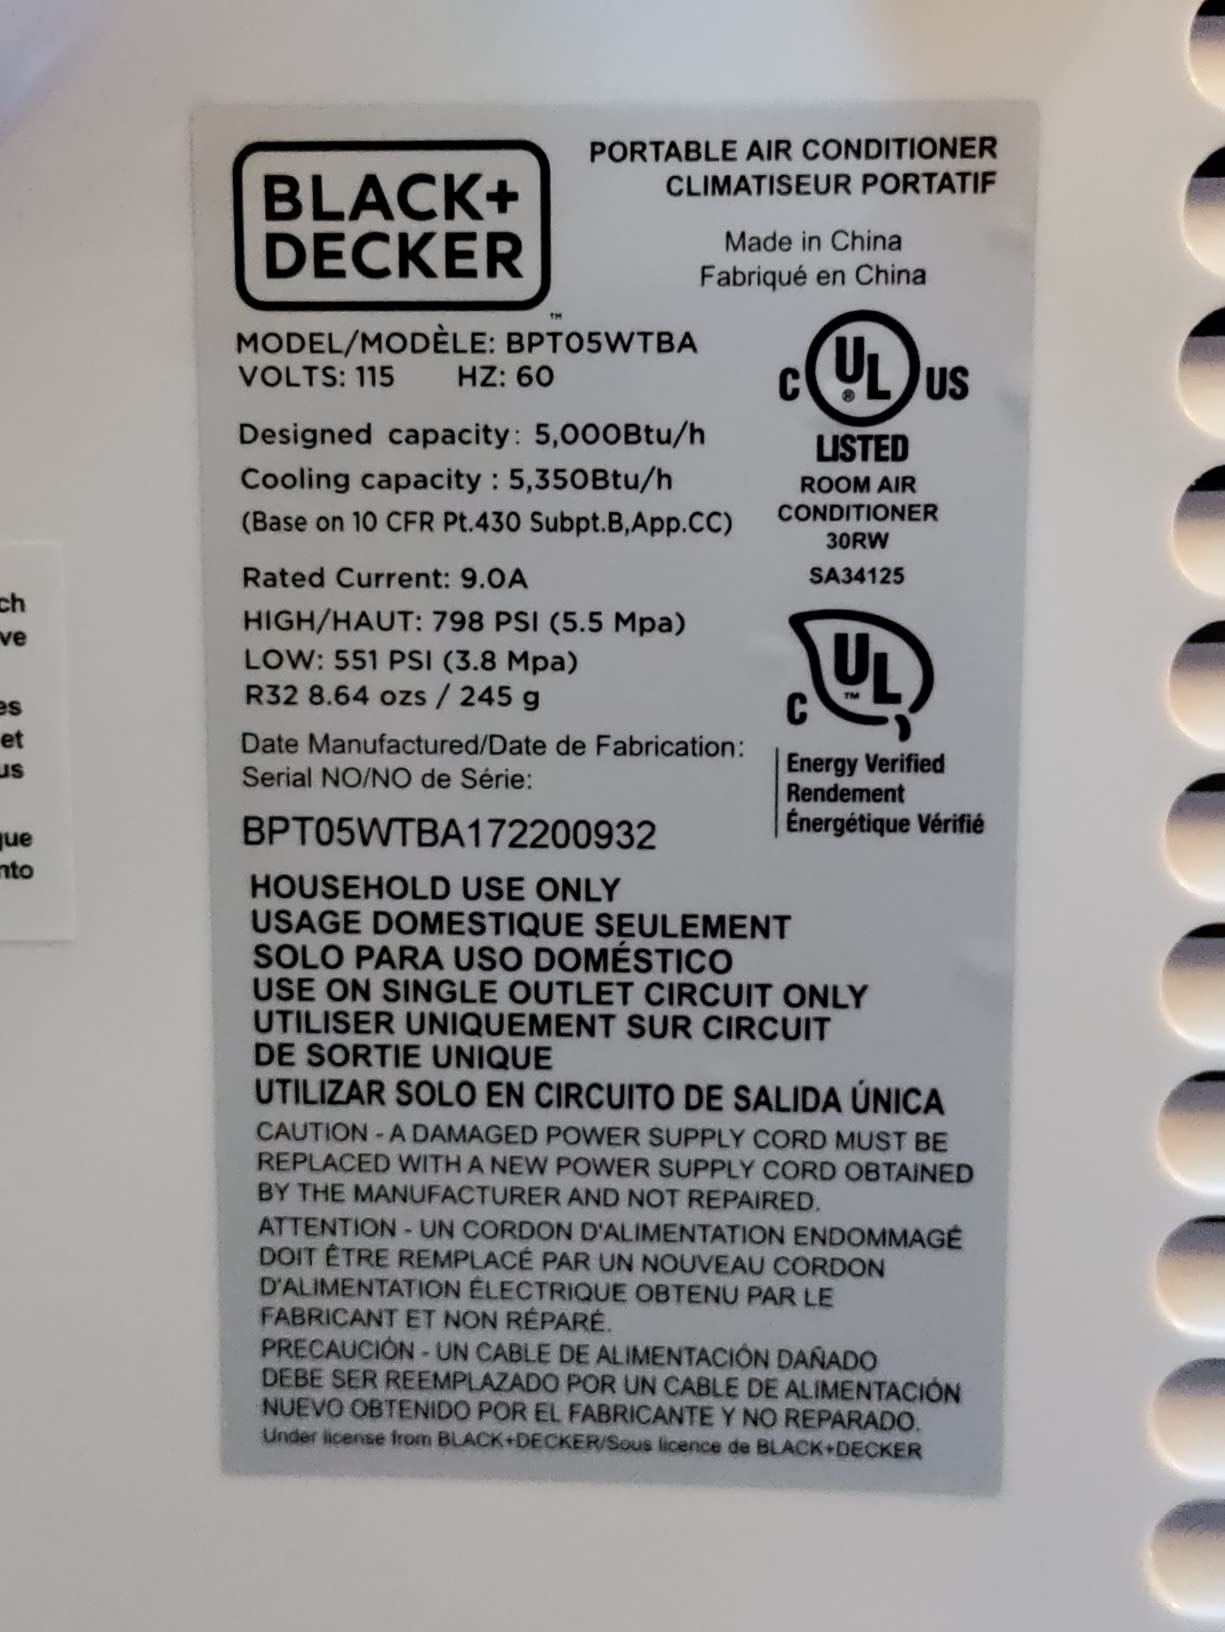 BLACK+
DECKER
™
PORTABLE AIR CONDITIONER
CLIMATISEUR PORTATIF
Made in China
Fabriqué en China
MODEL/MODÈLE: BPT05WTBA
VOLTS: 115 HZ: 60
Designed capacity: 5,000Btu/h
Cooling capacity : 5,350Btu/h
(Base on 10 CFR Pt.430 Subpt.B,App.CC)
Rated Current: 9.0A
HIGH/HAUT: 798 PSI (5.5 Mpa)
LOW: 551 PSI (3.8 Mpa)
R32 8.64 ozs / 245 g
Date Manufactured/Date de Fabrication:
Serial NO/NO de Série:
BPT05WTBA172200932
C UL ® US
LISTED
ROOM AIR
CONDITIONER
30RW
SA34125
C UL ™
Energy Verified
Rendement
Énergétique Vérifié
HOUSEHOLD USE ONLY
USAGE DOMESTIQUE SEULEMENT
SOLO PARA USO DOMÉSTICO
USE ON SINGLE OUTLET CIRCUIT ONLY
UTILISER UNIQUEMENT SUR CIRCUIT
DE SORTIE UNIQUE
UTILIZAR SOLO EN CIRCUITO DE SALIDA ÚNICA
CAUTION - A DAMAGED POWER SUPPLY CORD MUST BE
REPLACED WITH A NEW POWER SUPPLY CORD OBTAINED
BY THE MANUFACTURER AND NOT REPAIRED.
ATTENTION - UN CORDON D'ALIMENTATION ENDOMMAGÉ
DOIT ÊTRE REMPLACÉ PAR UN NOUVEAU CORDON
D'ALIMENTATION ÉLECTRIQUE OBTENU PAR LE
FABRICANT ET NON RÉPARÉ.
PRECAUCIÓN - UN CABLE DE ALIMENTACIÓN DAÑADO
DEBE SER REEMPLAZADO POR UN CABLE DE ALIMENTACIÓN
NUEVO OBTENIDO POR EL FABRICANTE Y NO REPARADO.
Under license from BLACK+DECKER/Sous licence de BLACK+DECKER